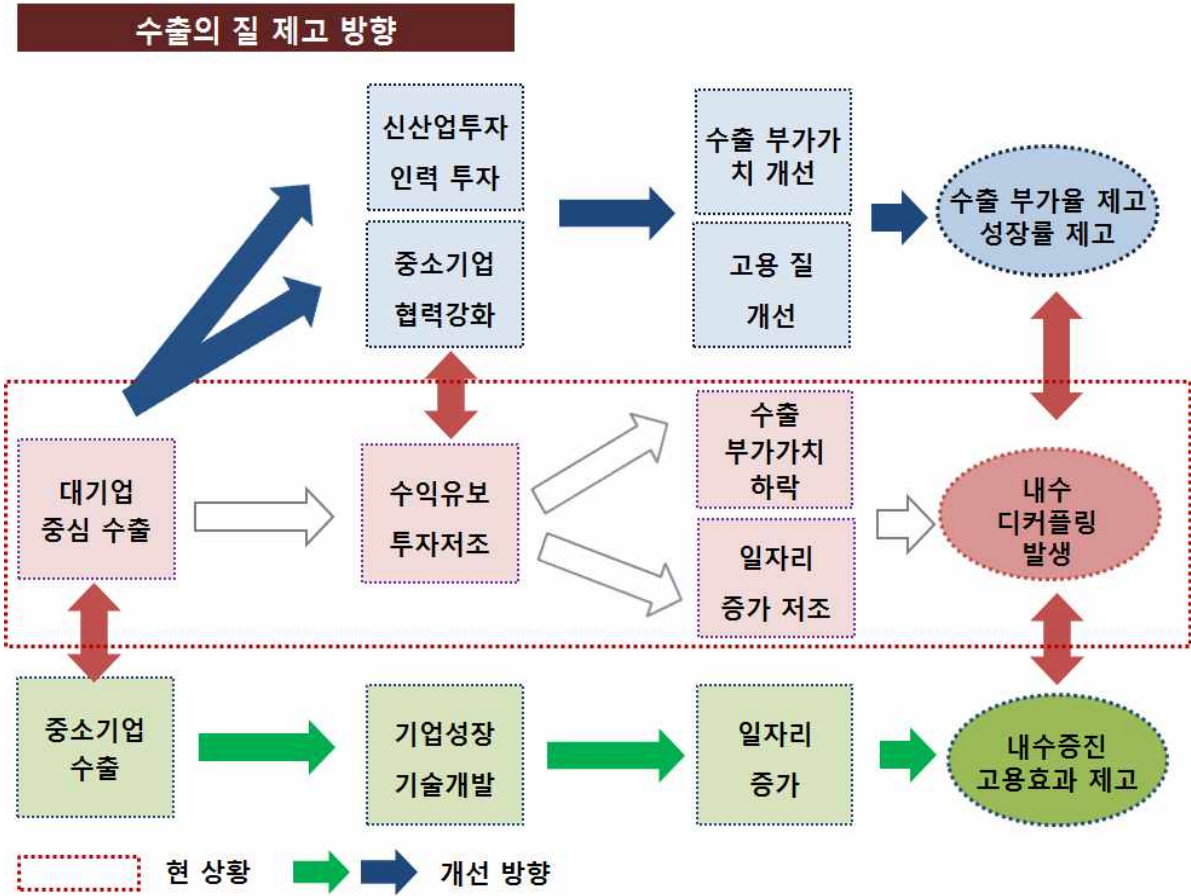 수출의 질 제고 방향
신산업투자
인력 투자
중소기업
협력강화
수출 부가가
치 개선
고용 질
개선
수출 부가율 제고
성장률 제고
대기업
중심 수출
수익유보
투자저조
수출
부가가치
하락
일자리
증가 저조
내수
디커플링
발생
중소기업
수출
기업성장
기술개발
일자리
증가
내수증진
고용효과 제고
현 상황
개선 방향